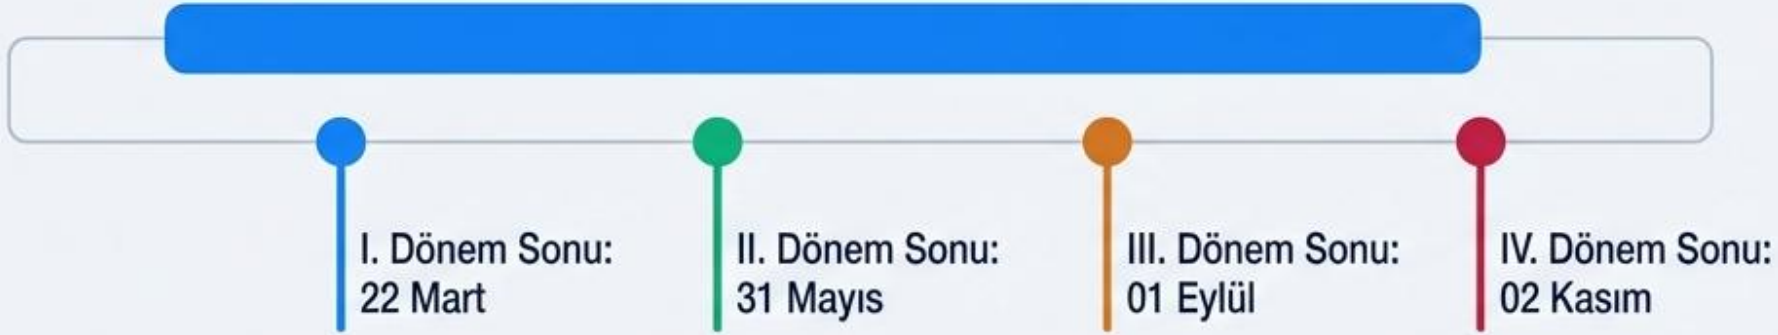 I. Dönem Sonu:
22 Mart
II. Dönem Sonu:
31 Mayıs
III. Dönem Sonu:
01 Eylül
IV. Dönem Sonu:
02 Kasım